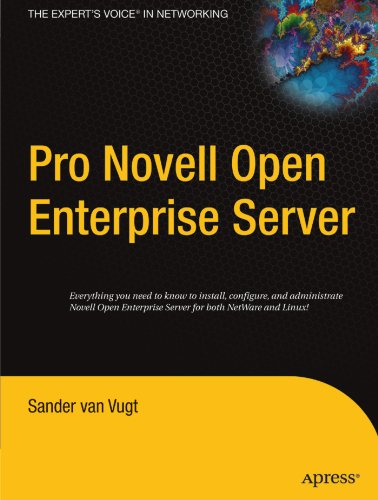 THE EXPERT'S VOICE® IN NETWORKING
Pro Novell Open
Enterprise Server
Everything you need to know to install, configure, and administrate
Novell Open Enterprise Server for both NetWare and Linux!
Sander van Vugt
Apress®